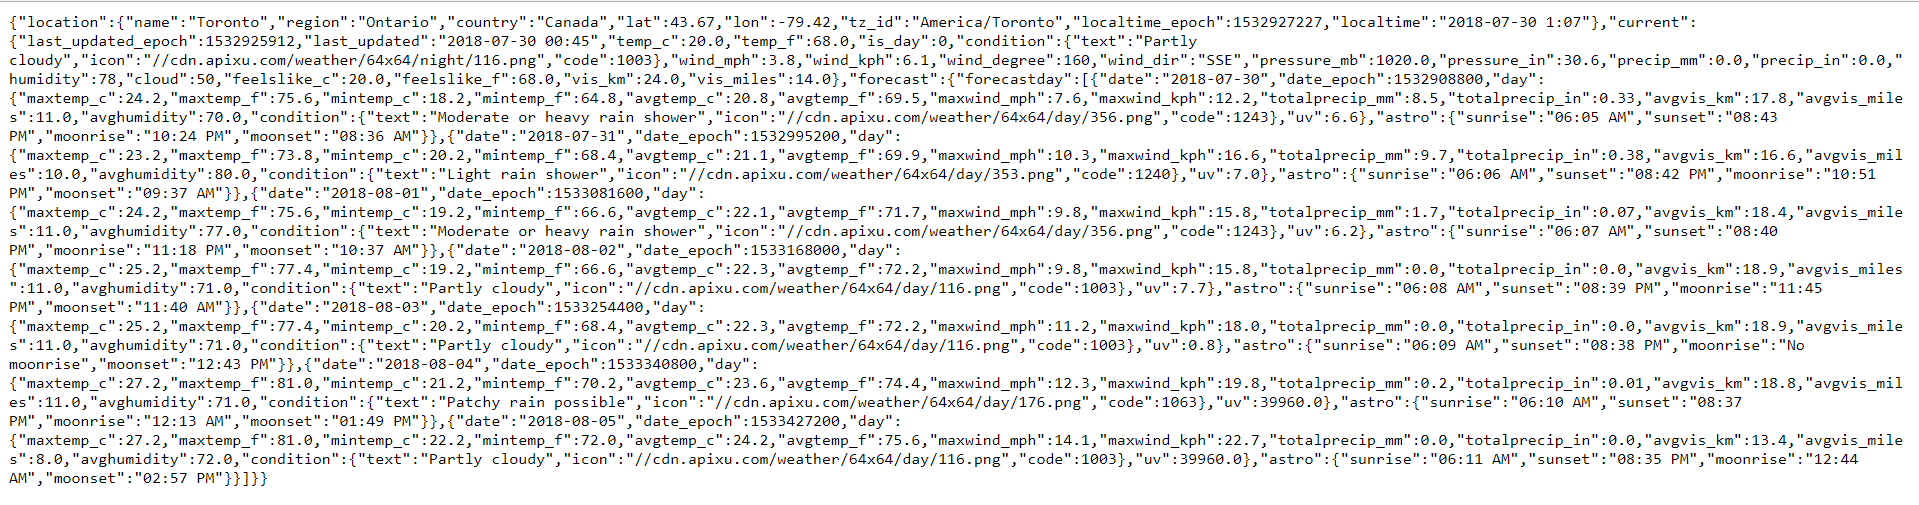 {"location":{"name":"Toronto","region":"Ontario","country":"Canada","lat":43.67,"lon":-79.42,"tz_id":"America/Toronto","localtime_epoch":1532927227,"localtime":"2018-07-30 1:07"},"current":
{"last_updated_epoch":1532925912,"last_updated":"2018-07-30 00:45","temp_c":20.0,"temp_f":68.0,"is_day":0,"condition":{"text":"Partly
cloudy","icon":"//cdn.apixu.com/weather/64x64/night/116.png","code":1003},"wind_mph":3.8,"wind_kph":6.1,"wind_degree":160,"wind_dir":"SSE","pressure_mb":1020.0,"pressure_in":30.6,"precip_mm":0.0,"precip_in":0.0,"
humidity":78,"cloud":50,"feelslike_c":20.0,"feelslike_f":68.0,"vis_km":24.0,"vis_miles":14.0},"forecast":{"forecastday":[{"date":"2018-07-30","date_epoch":1532908800,"day":
{"maxtemp_c":24.2,"maxtemp_f":75.6,"mintemp_c":18.2,"mintemp_f":64.8,"avgtemp_c":20.8,"avgtemp_f":69.5,"maxwind_mph":7.6,"maxwind_kph":12.2,"totalprecip_mm":8.5,"totalprecip_in":0.33,"avgvis_km":17.8,"avgvis_miles
":11.0,"avghumidity":70.0,"condition":{"text":"Moderate or heavy rain shower","icon":"//cdn.apixu.com/weather/64x64/day/356.png","code":1243},"uv":6.6},"astro":{"sunrise":"06:05 AM","sunset":"08:43
PM","moonrise":"10:24 PM","moonset":"08:36 AM"}},{"date":"2018-07-31","date_epoch":1532995200,"day":
{"maxtemp_c":23.2,"maxtemp_f":73.8,"mintemp_c":20.2,"mintemp_f":68.4,"avgtemp_c":21.1,"avgtemp_f":69.9,"maxwind_mph":10.3,"maxwind_kph":16.6,"totalprecip_mm":9.7,"totalprecip_in":0.38,"avgvis_km":16.6,"avgvis_mil
es":10.0,"avghumidity":80.0,"condition":{"text":"Light rain shower","icon":"//cdn.apixu.com/weather/64x64/day/353.png","code":1240},"uv":7.0},"astro":{"sunrise":"06:06 AM","sunset":"08:42 PM","moonrise":"10:51
PM","moonset":"09:37 AM"}},{"date":"2018-08-01","date_epoch":1533081600,"day":
{"maxtemp_c":24.2,"maxtemp_f":75.6,"mintemp_c":19.2,"mintemp_f":66.6,"avgtemp_c":22.1,"avgtemp_f":71.7,"maxwind_mph":9.8,"maxwind_kph":15.8,"totalprecip_mm":1.7,"totalprecip_in":0.07,"avgvis_km":18.4,"avgvis_mile
s":11.0,"avghumidity":77.0,"condition":{"text":"Moderate or heavy rain shower","icon":"//cdn.apixu.com/weather/64x64/day/356.png","code":1243},"uv":6.2},"astro":{"sunrise":"06:07 AM","sunset":"08:40
PM","moonrise":"11:18 PM","moonset":"10:37 AM"}},{"date":"2018-08-02","date_epoch":1533168000,"day":
{"maxtemp_c":25.2,"maxtemp_f":77.4,"mintemp_c":19.2,"mintemp_f":66.6,"avgtemp_c":22.3,"avgtemp_f":72.2,"maxwind_mph":9.8,"maxwind_kph":15.8,"totalprecip_mm":0.0,"totalprecip_in":0.0,"avgvis_km":18.9,"avgvis_miles
":11.0,"avghumidity":71.0,"condition":{"text":"Partly cloudy","icon":"//cdn.apixu.com/weather/64x64/day/116.png","code":1003},"uv":7.7},"astro":{"sunrise":"06:08 AM","sunset":"08:39 PM","moonrise":"11:45
PM","moonset":"11:40 AM"}},{"date":"2018-08-03","date_epoch":1533254400,"day":
{"maxtemp_c":25.2,"maxtemp_f":77.4,"mintemp_c":20.2,"mintemp_f":68.4,"avgtemp_c":22.3,"avgtemp_f":72.2,"maxwind_mph":11.2,"maxwind_kph":18.0,"totalprecip_mm":0.0,"totalprecip_in":0.0,"avgvis_km":18.9,"avgvis_mile
s":11.0,"avghumidity":71.0,"condition":{"text":"Partly cloudy","icon":"//cdn.apixu.com/weather/64x64/day/116.png","code":1003},"uv":0.8},"astro":{"sunrise":"06:09 AM","sunset":"08:38 PM","moonrise":"No
moonrise","moonset":"12:43 PM"}},{"date":"2018-08-04","date_epoch":1533340800,"day":
{"maxtemp_c":27.2,"maxtemp_f":81.0,"mintemp_c":21.2,"mintemp_f":70.2,"avgtemp_c":23.6,"avgtemp_f":74.4,"maxwind_mph":12.3,"maxwind_kph":19.8,"totalprecip_mm":0.2,"totalprecip_in":0.01,"avgvis_km":18.8,"avgvis_mil
es":11.0,"avghumidity":71.0,"condition":{"text":"Patchy rain possible","icon":"//cdn.apixu.com/weather/64x64/day/176.png","code":1063},"uv":39960.0},"astro":{"sunrise":"06:10 AM","sunset":"08:37
PM","moonrise":"12:13 AM","moonset":"01:49 PM"}},{"date":"2018-08-05","date_epoch":1533427200,"day":
{"maxtemp_c":27.2,"maxtemp_f":81.0,"mintemp_c":22.2,"mintemp_f":72.0,"avgtemp_c":24.2,"avgtemp_f":75.6,"maxwind_mph":14.1,"maxwind_kph":22.7,"totalprecip_mm":0.0,"totalprecip_in":0.0,"avgvis_km":13.4,"avgvis_mile
s":8.0,"avghumidity":72.0,"condition":{"text":"Partly cloudy","icon":"//cdn.apixu.com/weather/64x64/day/116.png","code":1003},"uv":39960.0},"astro":{"sunrise":"06:11 AM","sunset":"08:35 PM","moonrise":"12:44
AM","moonset":"02:57 PM"}}]}}